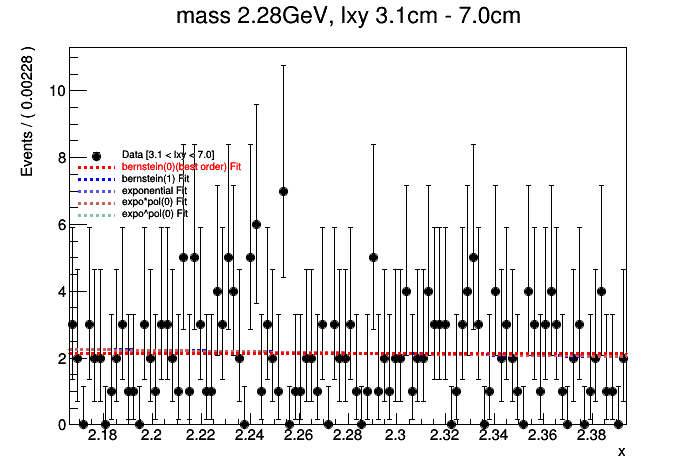 mass 2.28GeV, lxy 3.1cm - 7.0cm
Events / ( 0.00228 )
10
8
Data [3.1 < lxy < 7.0]
bernstein(0)(best order) Fit
bernstein(1) Fit
exponential Fit
expo*pol(0) Fit
expo^pol(0) Fit
6
4
2
0
2.18 2.2 2.22 2.24 2.26 2.28 2.3 2.32 2.34 2.36 2.38
x